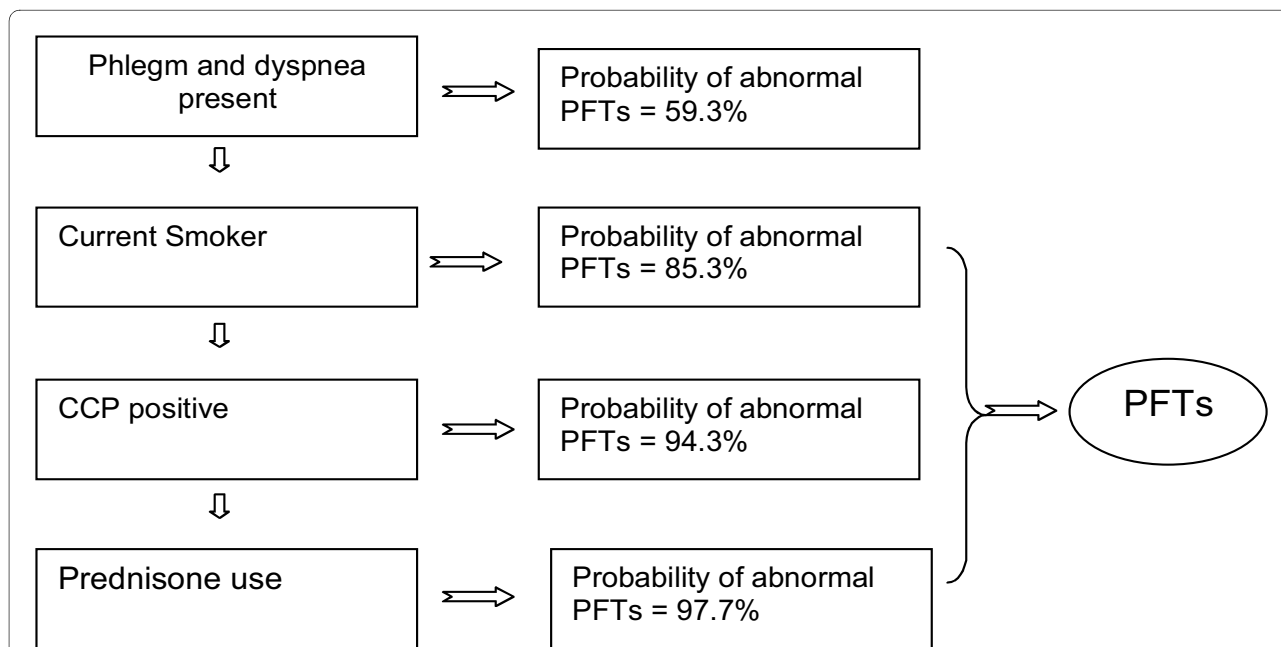 Phlegm and dyspnea
present
Probability of abnormal
PFTs = 59.3%
Current Smoker
Probability of abnormal
PFTs = 85.3%
CCP positive
Probability of abnormal
PFTs = 94.3%
PFTs
Prednisone use
Probability of abnormal
PFTs = 97.7%